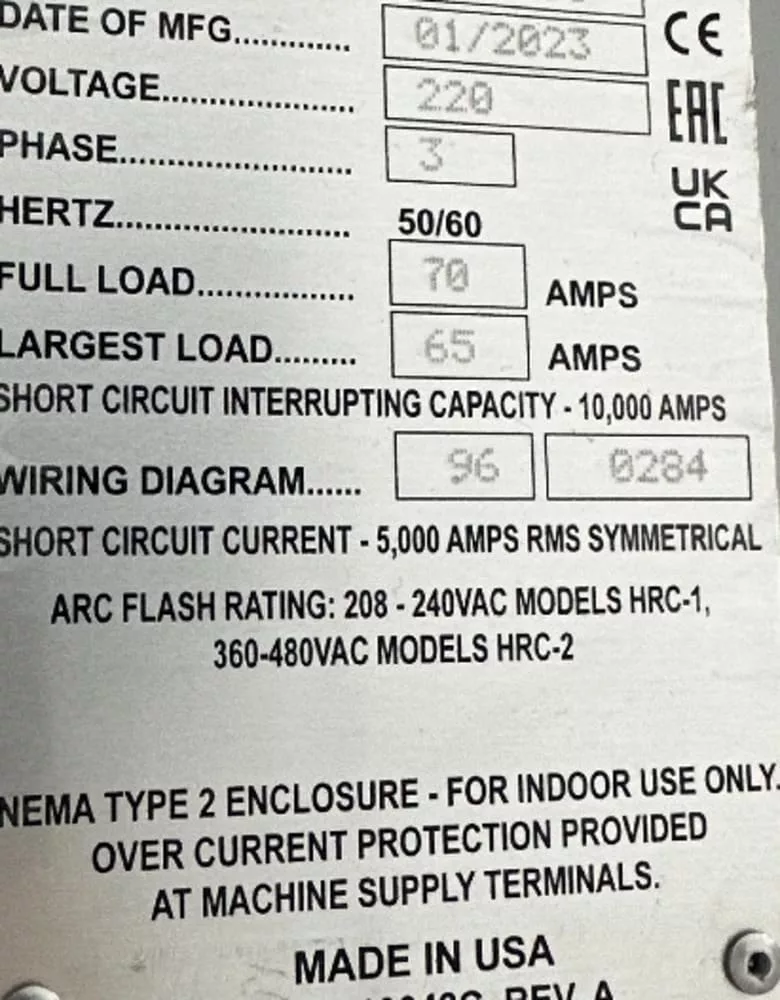 DATE OF MFG............... 01/2023 CE
VOLTAGE......................... 220 EAC
PHASE.............................. 3
UK
CA
HERTZ.............................. 50/60
FULL LOAD.................... 70 AMPS
LARGEST LOAD......... 65 AMPS
SHORT CIRCUIT INTERRUPTING CAPACITY - 10,000 AMPS
WIRING DIAGRAM...... 96 0284
SHORT CIRCUIT CURRENT - 5,000 AMPS RMS SYMMETRICAL
ARC FLASH RATING: 208 - 240VAC MODELS HRC-1,
360-480VAC MODELS HRC-2
NEMA TYPE 2 ENCLOSURE - FOR INDOOR USE ONLY.
OVER CURRENT PROTECTION PROVIDED
AT MACHINE SUPPLY TERMINALS.
MADE IN USA
REV A